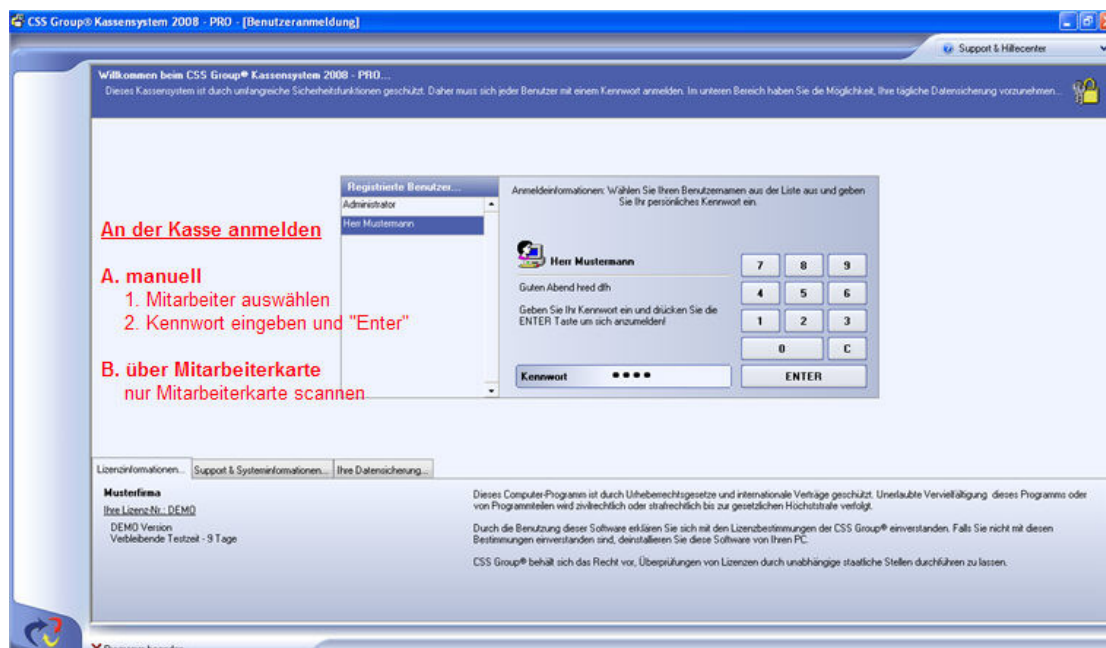 CSS Group® Kassensystem 2008 - PRO - [Benutzeranmeldung]
Support & Hilfecenter
Willkommen beim CSS Group® Kassensystem 2008 - PRO...
Dieses Kassensystem ist durch umfangreiche Sicherheitsfunktionen geschützt. Daher muss sich jeder Benutzer mit einem Kennwort anmelden. Im unteren Bereich haben Sie die Möglichkeit, Ihre tägliche Datensicherung vorzunehmen...
An der Kasse anmelden
A. manuell
1. Mitarbeiter auswählen
2. Kennwort eingeben und "Enter"
B. über Mitarbeiterkarte
nur Mitarbeiterkarte scannen
Registrierte Benutzer...
Administrator
Herr Mustermann
Anmeldeinformationen: Wählen Sie Ihren Benutzernamen aus der Liste aus und geben
Sie Ihr persönliches Kennwort ein.
Herr Mustermann
Guten Abend hred dfh
Geben Sie Ihr Kennwort ein und drücken Sie die
ENTER Taste um sich anzumelden!
Kennwort ••••
7 8 9
4 5 6
1 2 3
0 C
ENTER
Lizenzinformationen... Support & Systeminformationen... Ihre Datensicherung...
Musterfirma
Ihre Lizenz-Nr.: DEMO
DEMO Version
Verbleibende Testzeit - 9 Tage
Dieses Computer-Programm ist durch Urheberrechtsgesetze und internationale Verträge geschützt. Unerlaubte Vervielfältigung dieses Programms oder
von Programmteilen wird zivilrechtlich oder strafrechtlich bis zur gesetzlichen Höchststrafe verfolgt.
Durch die Benutzung dieser Software erklären Sie sich mit den Lizenzbestimmungen der CSS Group® einverstanden. Falls Sie nicht mit diesen
Bestimmungen einverstanden sind, deinstallieren Sie diese Software von Ihren PC.
CSS Group® behält sich das Recht vor, Überprüfungen von Lizenzen durch unabhängige staatliche Stellen durchführen zu lassen.